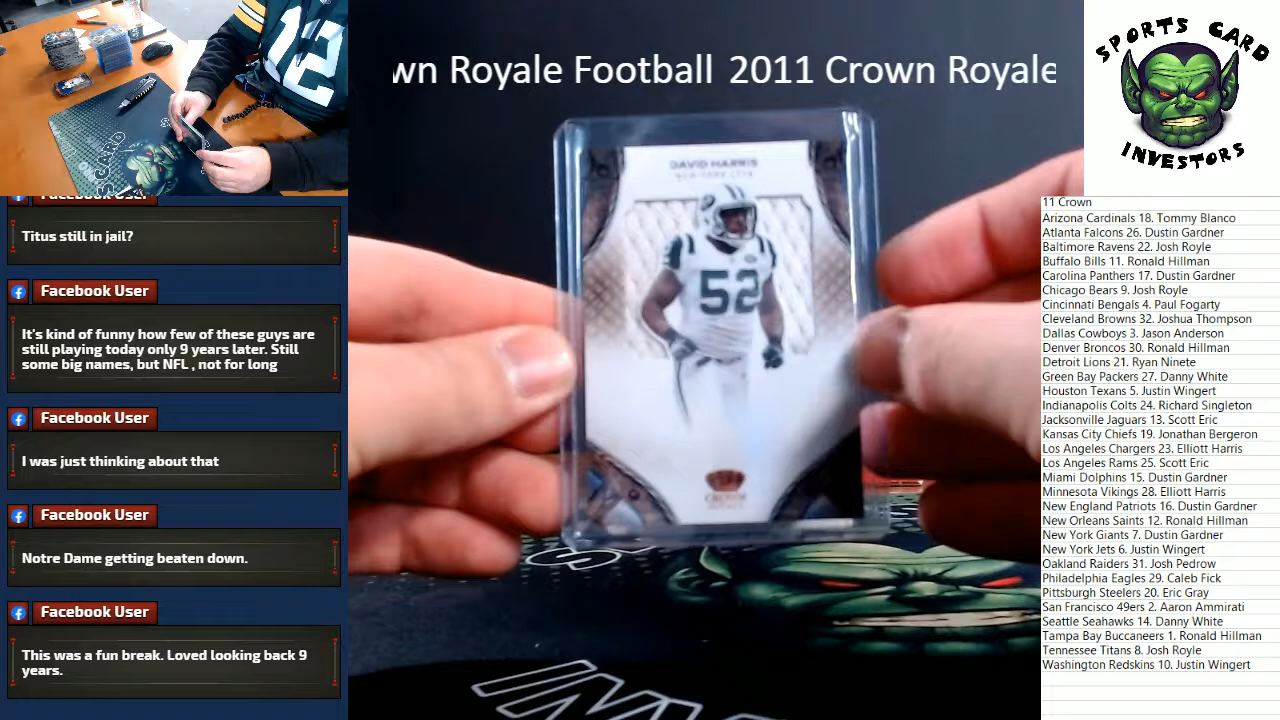 wn Royale Football 2011 Crown Royale
SPORTS CARD
INVESTORS
12
CARD
DAVID HARRIS
NEW YORK JETS
52
CROWN
ROYALE
Facebook User
Titus still in jail?
Facebook User
It's kind of funny how few of these guys are
still playing today only 9 years later. Still
some big names, but NFL , not for long
Facebook User
I was just thinking about that
Facebook User
Notre Dame getting beaten down.
Facebook User
This was a fun break. Loved looking back 9
years.
11 Crown
Arizona Cardinals 18. Tommy Blanco
Atlanta Falcons 26. Dustin Gardner
Baltimore Ravens 22. Josh Royle
Buffalo Bills 11. Ronald Hillman
Carolina Panthers 17. Dustin Gardner
Chicago Bears 9. Josh Royle
Cincinnati Bengals 4. Paul Fogarty
Cleveland Browns 32. Joshua Thompson
Dallas Cowboys 3. Jason Anderson
Denver Broncos 30. Ronald Hillman
Detroit Lions 21. Ryan Ninete
Green Bay Packers 27. Danny White
Houston Texans 5. Justin Wingert
Indianapolis Colts 24. Richard Singleton
Jacksonville Jaguars 13. Scott Eric
Kansas City Chiefs 19. Jonathan Bergeron
Los Angeles Chargers 23. Elliott Harris
Los Angeles Rams 25. Scott Eric
Miami Dolphins 15. Dustin Gardner
Minnesota Vikings 28. Elliott Harris
New England Patriots 16. Dustin Gardner
New Orleans Saints 12. Ronald Hillman
New York Giants 7. Dustin Gardner
New York Jets 6. Justin Wingert
Oakland Raiders 31. Josh Pedrow
Philadelphia Eagles 29. Caleb Fick
Pittsburgh Steelers 20. Eric Gray
San Francisco 49ers 2. Aaron Ammirati
Seattle Seahawks 14. Danny White
Tampa Bay Buccaneers 1. Ronald Hillman
Tennessee Titans 8. Josh Royle
Washington Redskins 10. Justin Wingert